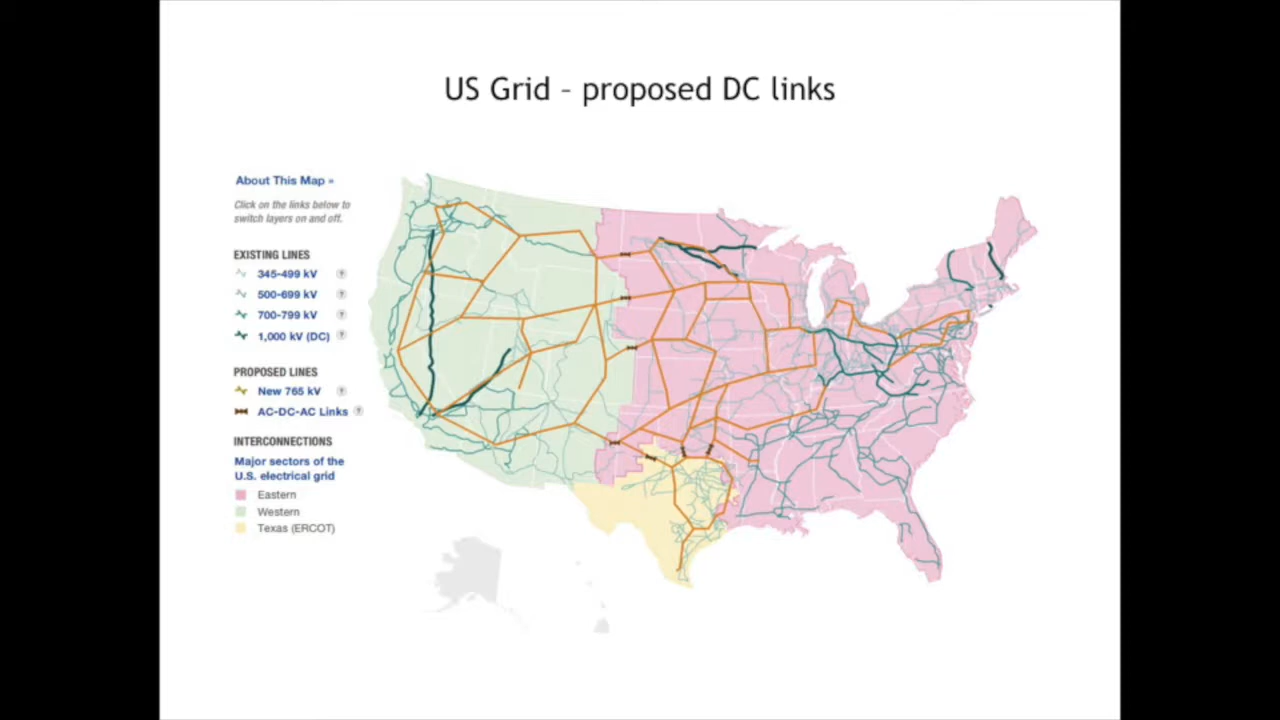 US Grid – proposed DC links
About This Map »
Click on the links below to
switch layers on and off.
EXISTING LINES
345-499 kV ?
500-699 kV ?
700-799 kV ?
1,000 kV (DC) ?
PROPOSED LINES
New 765 kV ?
AC-DC-AC Links ?
INTERCONNECTIONS
Major sectors of the
U.S. electrical grid
Eastern
Western
Texas (ERCOT)